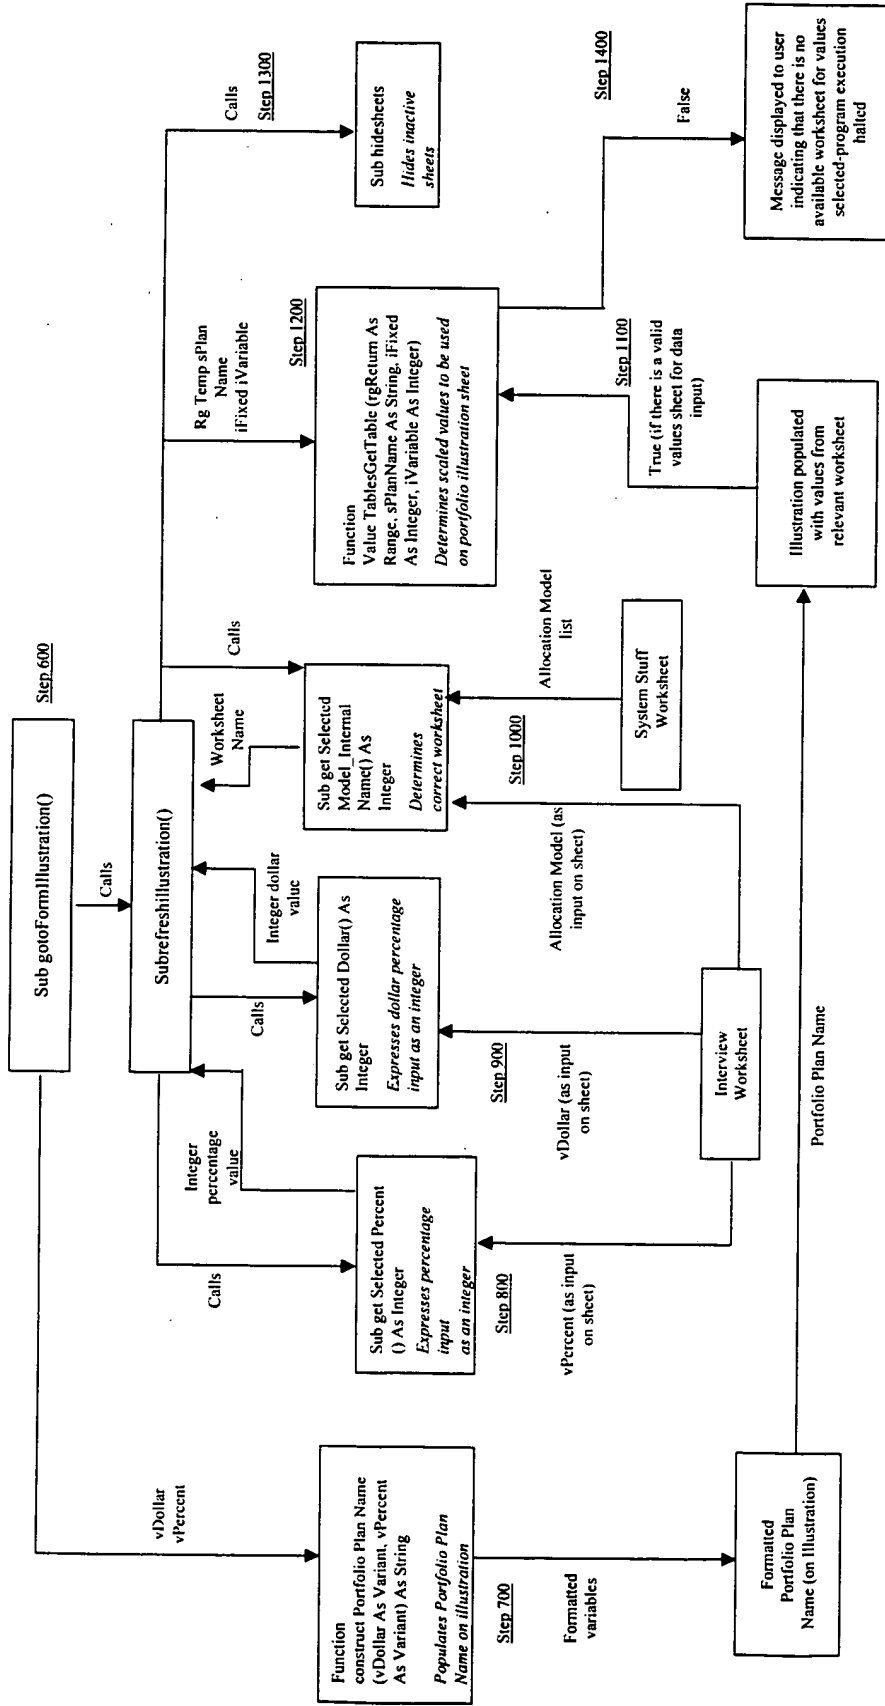 Sub gotoFormIllustration()
Step 600
Calls
Subrefreshillustration()
vDollar
vPercent
Calls
Integer
percentage
value
Calls
Integer dollar
value
Worksheet
Name
Calls
Rg Temp sPlan
Name
iFixed iVariable
Calls
Step 1300
Function
construct Portfolio Plan Name
(vDollar As Variant, vPercent
As Variant) As String
Populates Portfolio Plan
Name on illustration
Sub get Selected Percent
() As Integer
Expresses percentage
input
as an integer
Sub get Selected Dollar() As
Integer
Expresses dollar percentage
input as an integer
Sub get Selected
Model_Internal
Name() As
Integer
Determines
correct worksheet
Step 1200
Function
Value TablesGetTable (rgReturn As
Range, sPlanName As String, iFixed
As Integer, iVariable As Integer)
Determines scaled values to be used
on portfolio illustration sheet
Sub hidesheets
Hides inactive
sheets
Step 700
Formatted
variables
Step 800
vPercent (as input
on sheet)
Step 900
vDollar (as input
on sheet)
Step 1000
Allocation Model (as
input on sheet)
Allocation Model
list
System Stuff
Worksheet
Interview
Worksheet
Step 1100
True (if there is a valid
values sheet for data
input)
Step 1400
False
Formatted
Portfolio Plan
Name (on Illustration)
Portfolio Plan Name
Illustration populated
with values from
relevant worksheet
Message displayed to user
indicating that there is no
available worksheet for values
selected-program execution
halted